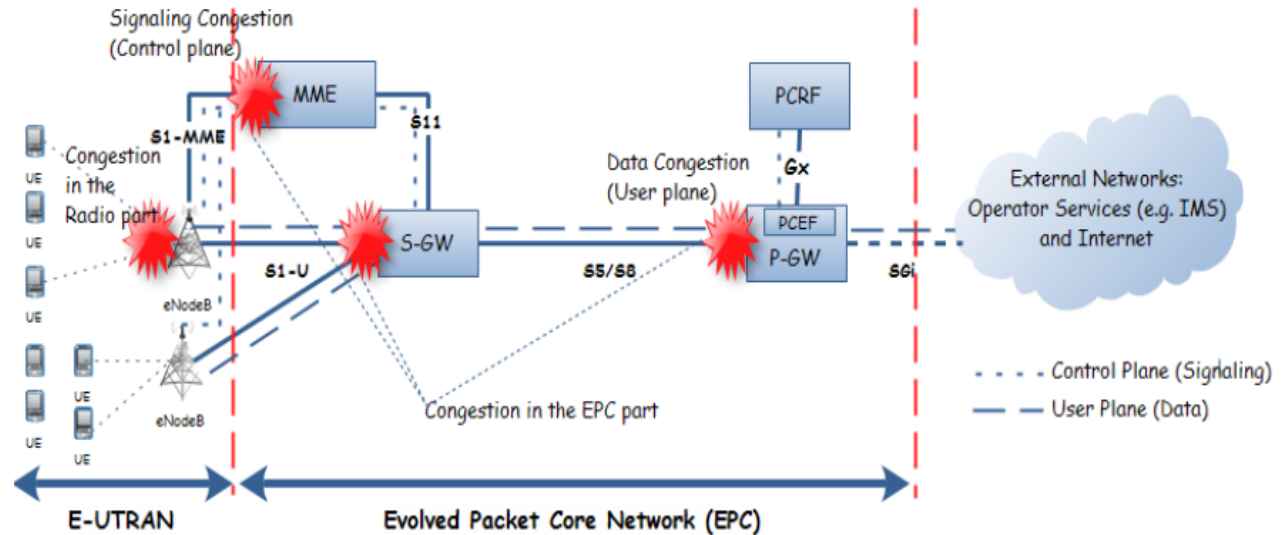 Signaling Congestion
(Control plane)
MME
PCRF
S1-MME
S11
Congestion
in the
Radio part
UE
UE
UE
UE
UE
UE
UE
Data Congestion
(User plane)
Gx
PCEF
P-GW
S-GW
S1-U
S5/S8
SGi
External Networks:
Operator Services (e.g. IMS)
and Internet
eNodeB
eNodeB
Congestion in the EPC part
Control Plane (Signaling)
User Plane (Data)
E-UTRAN
Evolved Packet Core Network (EPC)